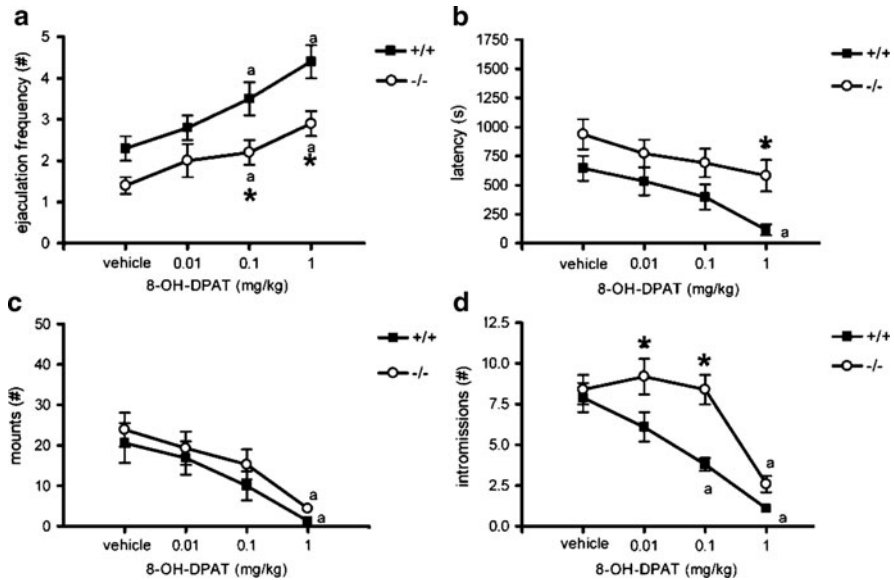 a
ejaculation frequency (#)
5
4
3
2
1
0
a
a
a
*
a
*
+/+
-/-
vehicle 0.01 0.1 1
8-OH-DPAT (mg/kg)
b
latency (s)
1750
1500
1250
1000
750
500
250
0
*
a
+/+
-/-
vehicle 0.01 0.1 1
8-OH-DPAT (mg/kg)
c
mounts (#)
50
40
30
20
10
0
a
a
+/+
-/-
vehicle 0.01 0.1 1
8-OH-DPAT (mg/kg)
d
intromissions (#)
12.5
10.0
7.5
5.0
2.5
0.0
*
*
a
a
a
+/+
-/-
vehicle 0.01 0.1 1
8-OH-DPAT (mg/kg)